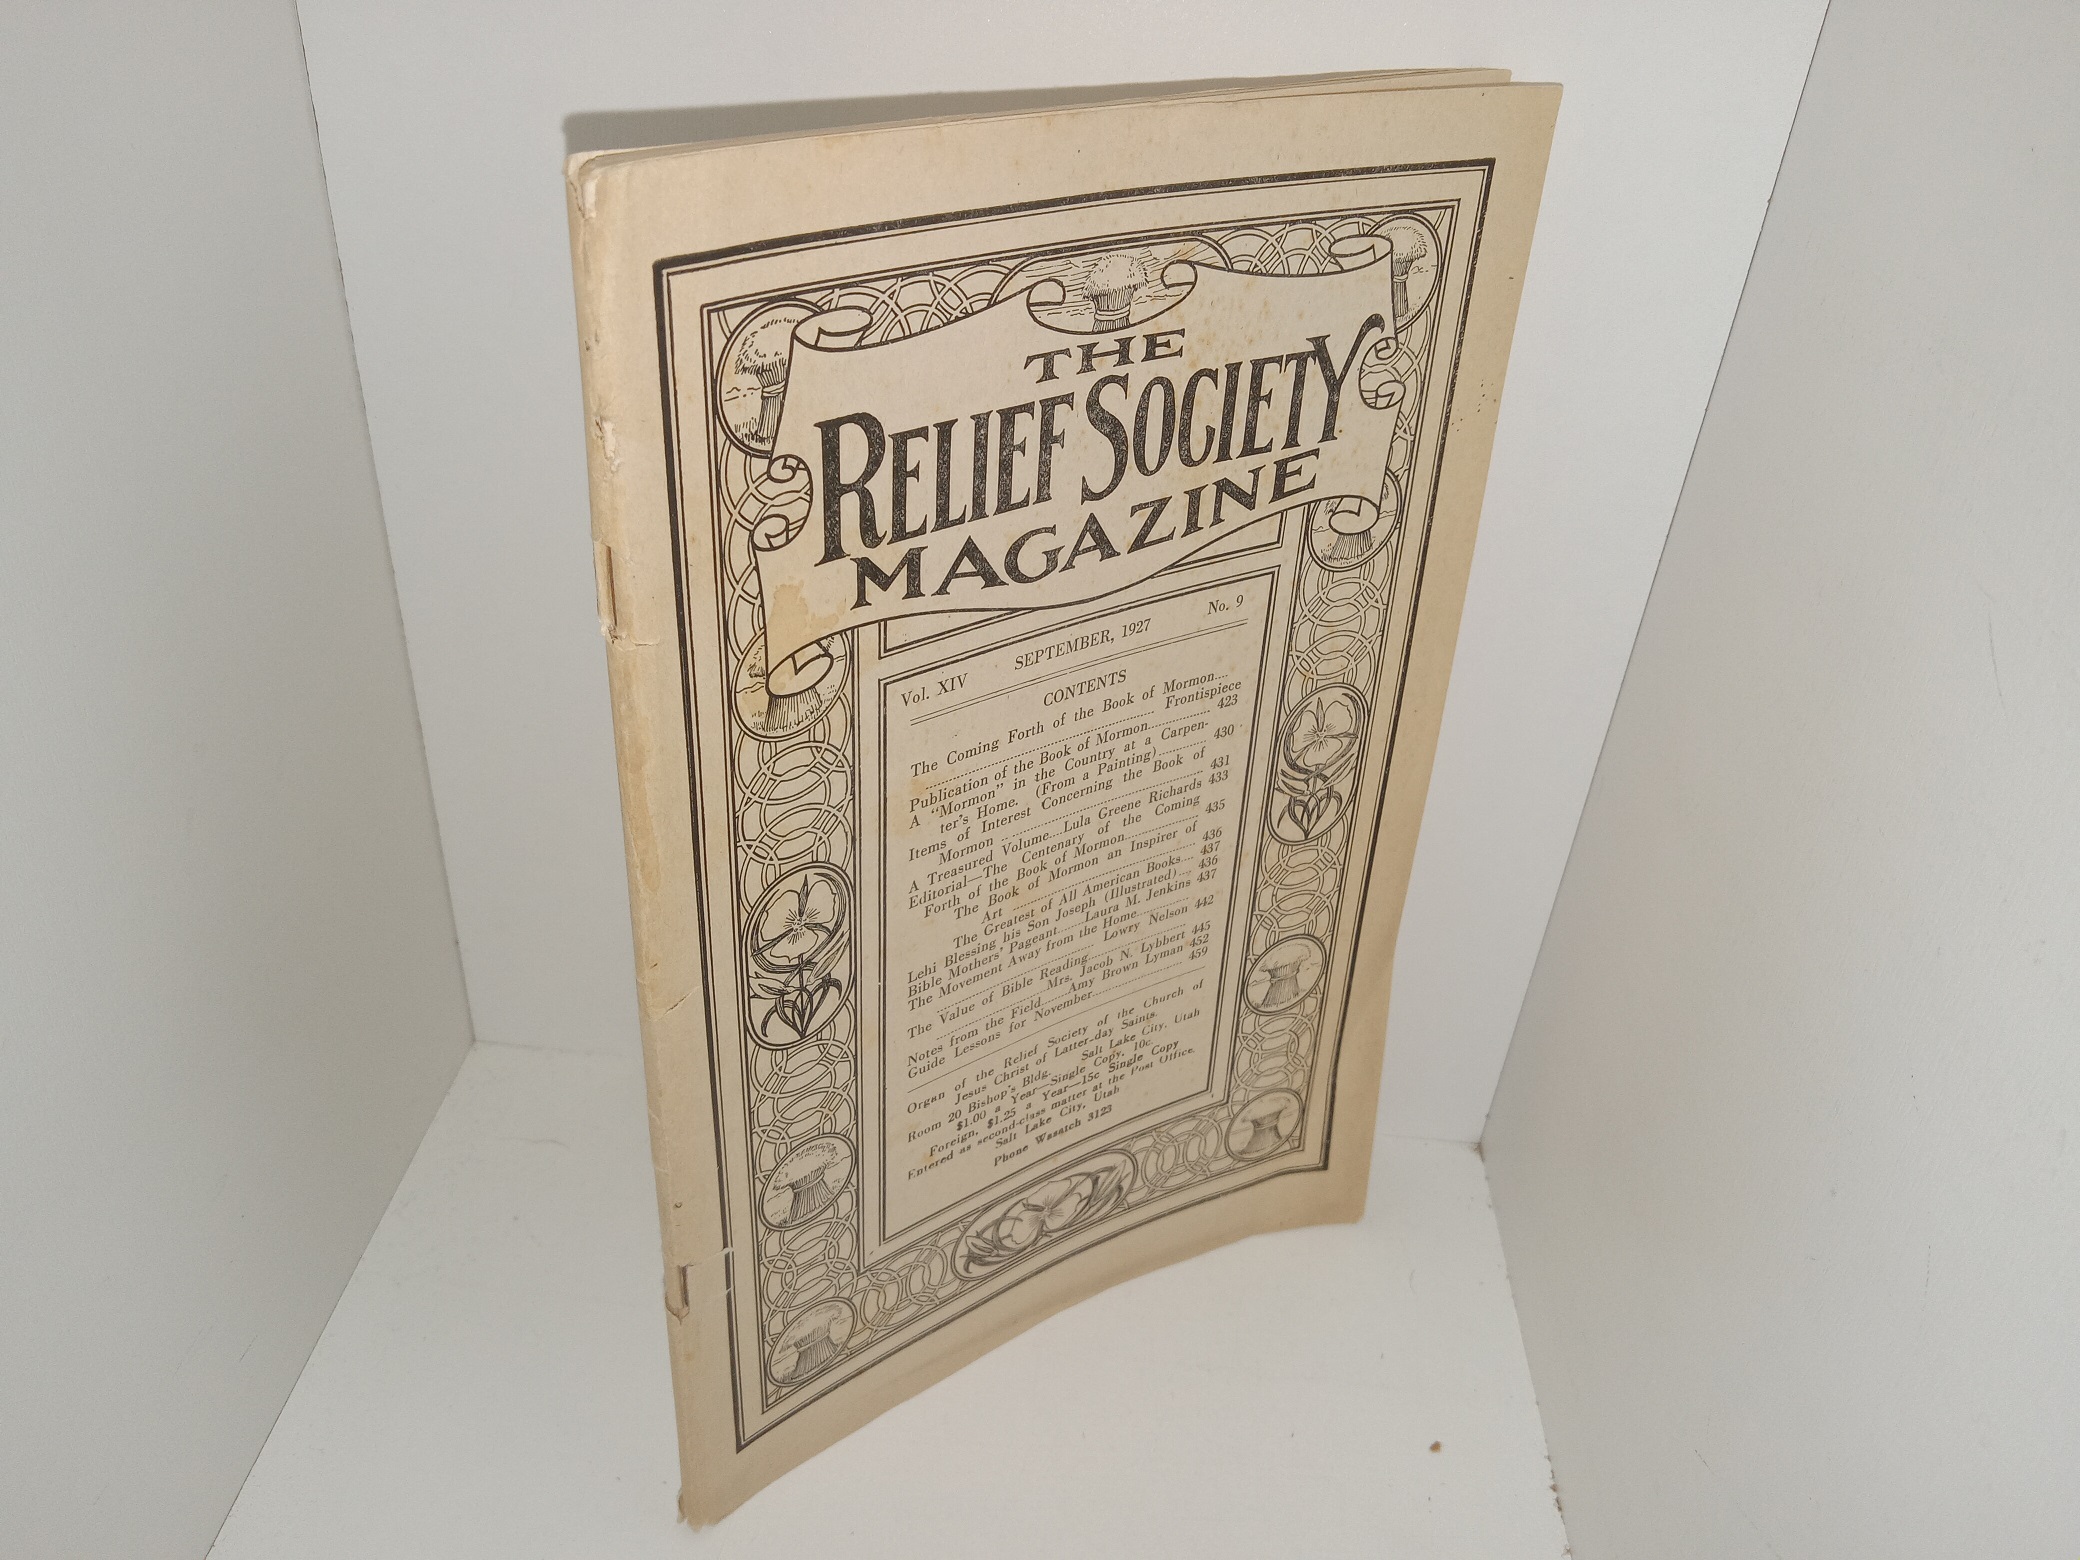 THE
RELIEF SOCIETY
MAGAZINE
Vol. XIV SEPTEMBER, 1927 No. 9
CONTENTS
The Coming Forth of the Book of Mormon....
.......... Frontispiece
Publication of the Book of Mormon.......... 423
A "Mormon" in the Country at a Carpen-
ter's Home. (From a Painting).......... 430
Items of Interest Concerning the Book of
Mormon .......... 431
A Treasured Volume....Lula Greene Richards 433
Editorial—The Centenary of the Coming
Forth of the Book of Mormon.......... 435
The Book of Mormon an Inspirer of
Art .......... 436
The Greatest of All American Books.... 437
Lehi Blessing his Son Joseph (Illustrated).... 436
Bible Mothers' Pageant..........Laura M. Jenkins 437
The Movement Away from the Home..........
.......... Lowry Nelson 442
The Value of Bible Reading..........
.......... Mrs. Jacob N. Lybbert 445
Notes from the Field..........Amy Brown Lyman 452
Guide Lessons for November.......... 459
Organ of the Relief Society of the Church of
Jesus Christ of Latter-day Saints.
Room 20 Bishop's Bldg. Salt Lake City, Utah
$1.00 a Year—Single Copy, 10c.
Foreign, $1.25 a Year—15c Single Copy
Entered as second-class matter at the Post Office,
Salt Lake City, Utah
Phone Wasatch 3123